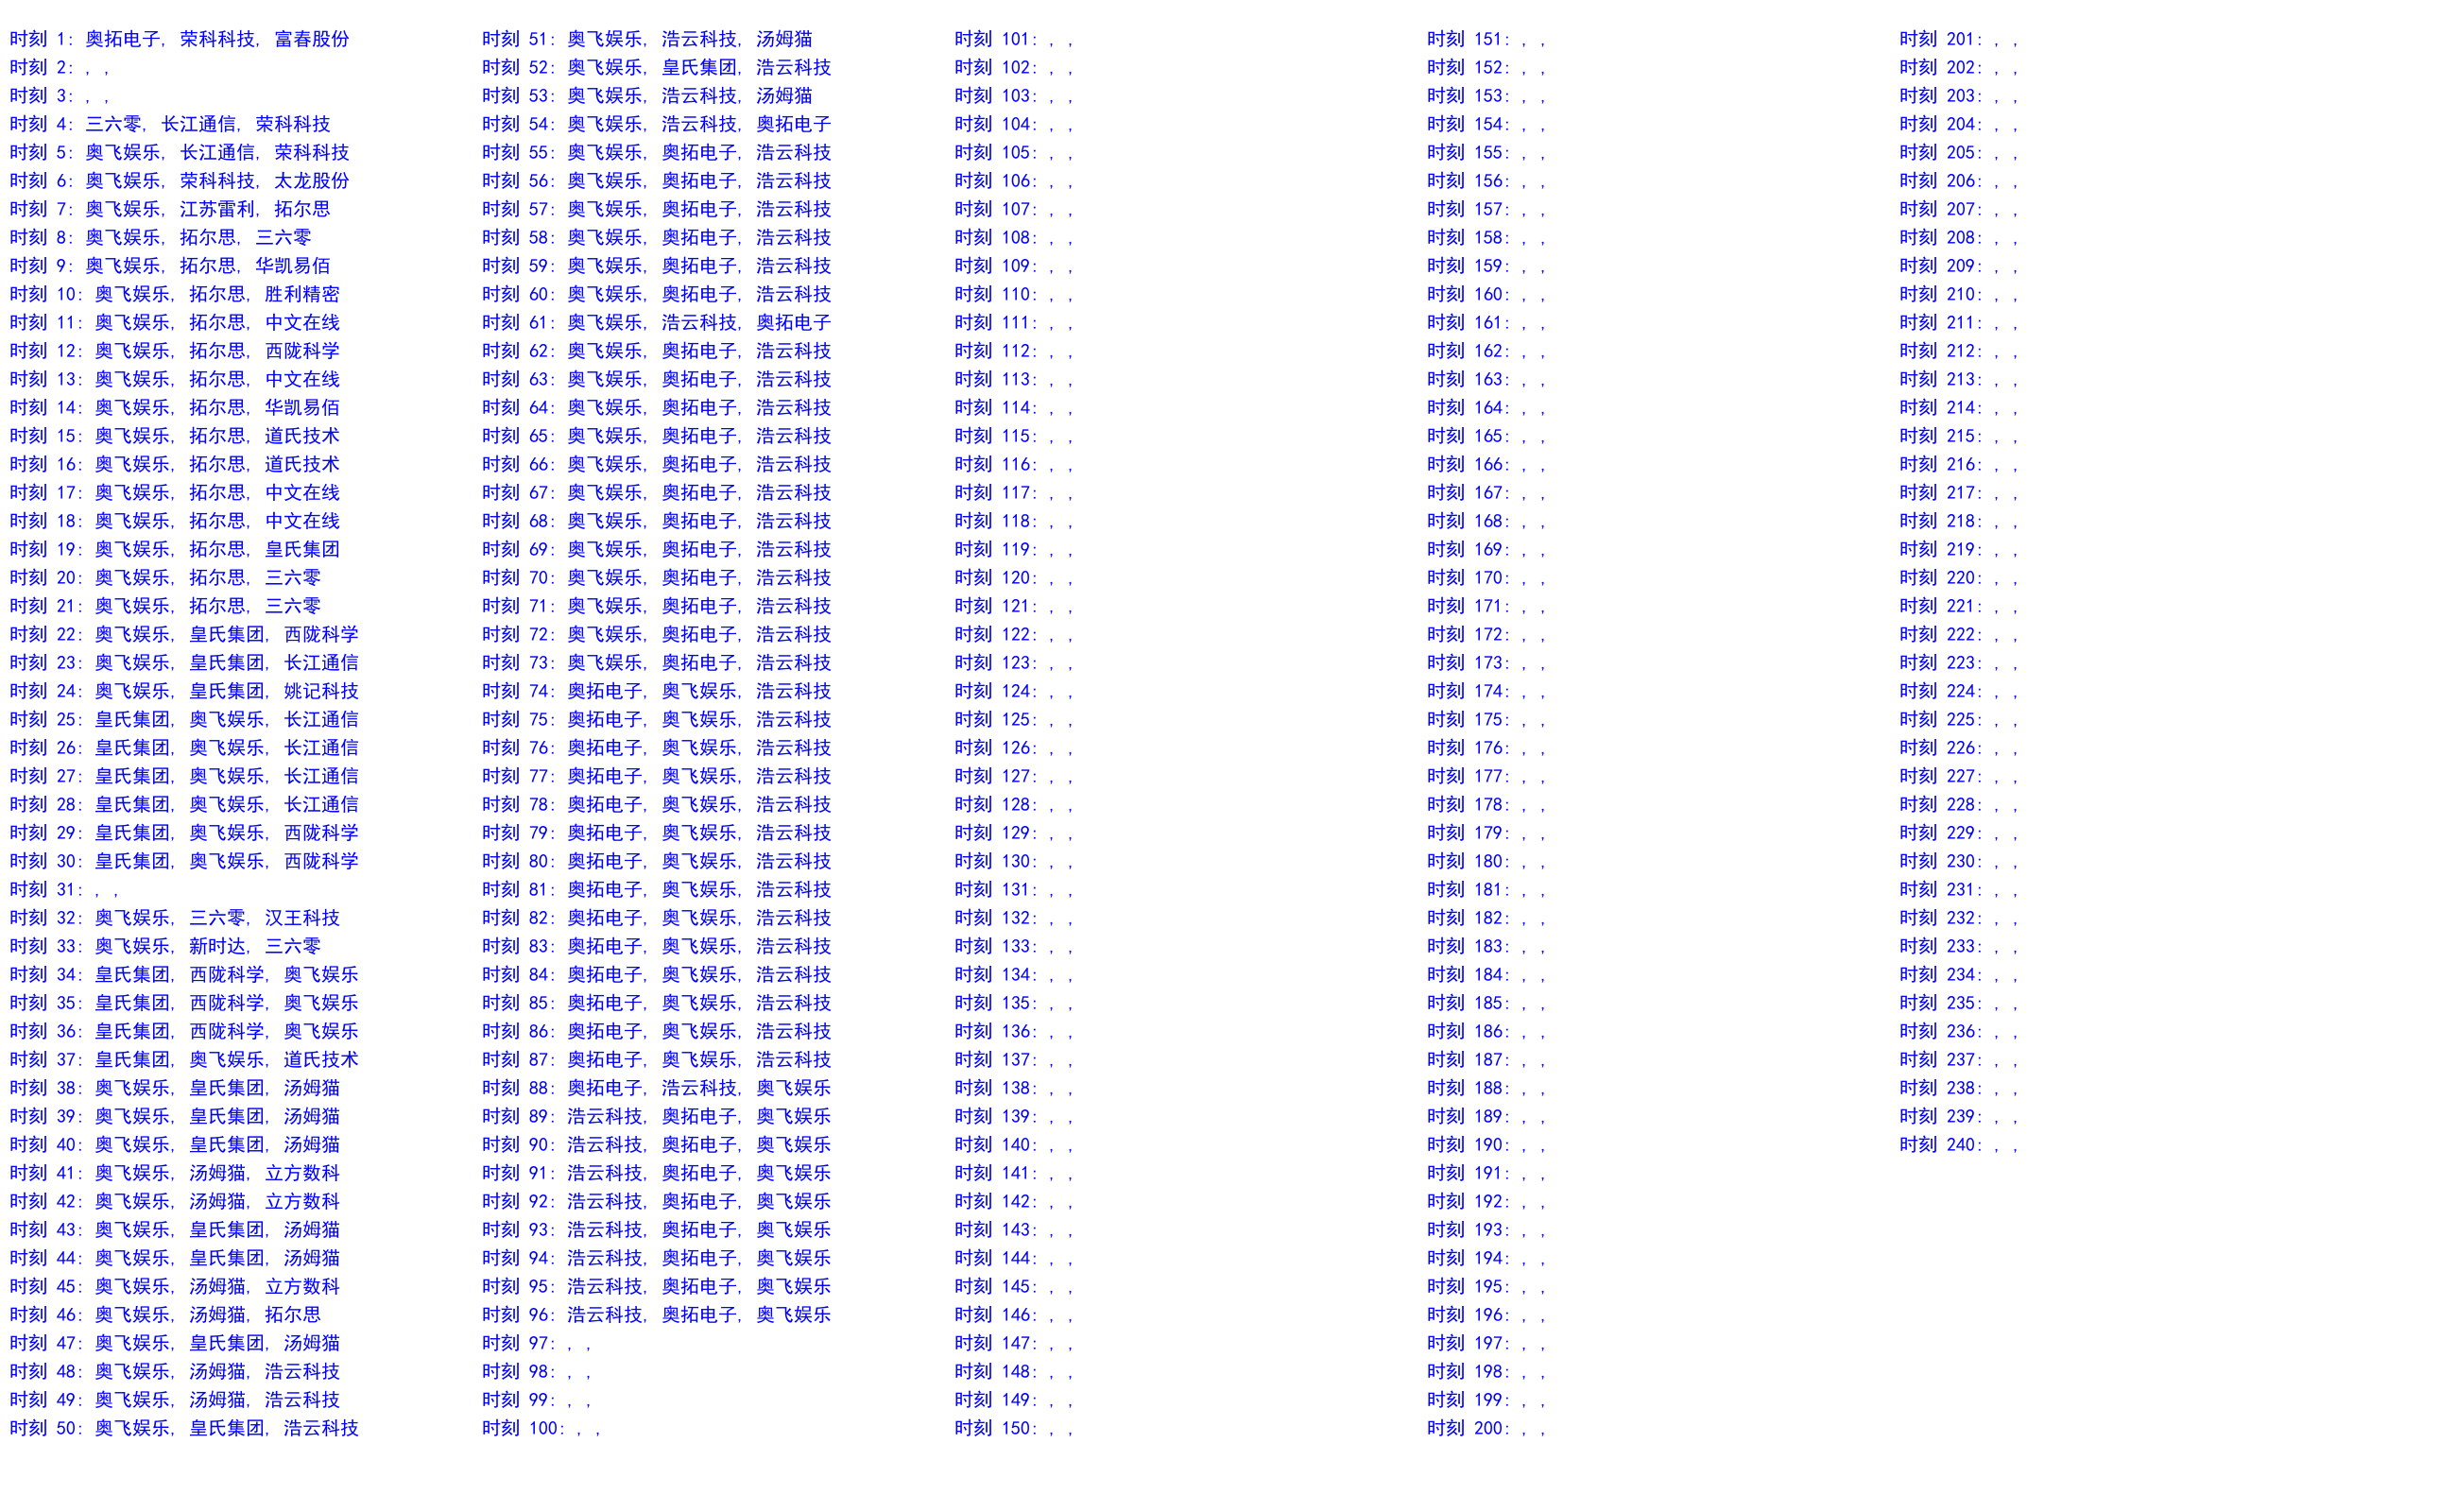 时刻 1: 奥拓电子, 荣科科技, 富春股份
时刻 2: , ,
时刻 3: , ,
时刻 4: 三六零, 长江通信, 荣科科技
时刻 5: 奥飞娱乐, 长江通信, 荣科科技
时刻 6: 奥飞娱乐, 荣科科技, 太龙股份
时刻 7: 奥飞娱乐, 江苏雷利, 拓尔思
时刻 8: 奥飞娱乐, 拓尔思, 三六零
时刻 9: 奥飞娱乐, 拓尔思, 华凯易佰
时刻 10: 奥飞娱乐, 拓尔思, 胜利精密
时刻 11: 奥飞娱乐, 拓尔思, 中文在线
时刻 12: 奥飞娱乐, 拓尔思, 西陇科学
时刻 13: 奥飞娱乐, 拓尔思, 中文在线
时刻 14: 奥飞娱乐, 拓尔思, 华凯易佰
时刻 15: 奥飞娱乐, 拓尔思, 道氏技术
时刻 16: 奥飞娱乐, 拓尔思, 道氏技术
时刻 17: 奥飞娱乐, 拓尔思, 中文在线
时刻 18: 奥飞娱乐, 拓尔思, 中文在线
时刻 19: 奥飞娱乐, 拓尔思, 皇氏集团
时刻 20: 奥飞娱乐, 拓尔思, 三六零
时刻 21: 奥飞娱乐, 拓尔思, 三六零
时刻 22: 奥飞娱乐, 皇氏集团, 西陇科学
时刻 23: 奥飞娱乐, 皇氏集团, 长江通信
时刻 24: 奥飞娱乐, 皇氏集团, 姚记科技
时刻 25: 皇氏集团, 奥飞娱乐, 长江通信
时刻 26: 皇氏集团, 奥飞娱乐, 长江通信
时刻 27: 皇氏集团, 奥飞娱乐, 长江通信
时刻 28: 皇氏集团, 奥飞娱乐, 长江通信
时刻 29: 皇氏集团, 奥飞娱乐, 西陇科学
时刻 30: 皇氏集团, 奥飞娱乐, 西陇科学
时刻 31: , ,
时刻 32: 奥飞娱乐, 三六零, 汉王科技
时刻 33: 奥飞娱乐, 新时达, 三六零
时刻 34: 皇氏集团, 西陇科学, 奥飞娱乐
时刻 35: 皇氏集团, 西陇科学, 奥飞娱乐
时刻 36: 皇氏集团, 西陇科学, 奥飞娱乐
时刻 37: 皇氏集团, 奥飞娱乐, 道氏技术
时刻 38: 奥飞娱乐, 皇氏集团, 汤姆猫
时刻 39: 奥飞娱乐, 皇氏集团, 汤姆猫
时刻 40: 奥飞娱乐, 皇氏集团, 汤姆猫
时刻 41: 奥飞娱乐, 汤姆猫, 立方数科
时刻 42: 奥飞娱乐, 汤姆猫, 立方数科
时刻 43: 奥飞娱乐, 皇氏集团, 汤姆猫
时刻 44: 奥飞娱乐, 皇氏集团, 汤姆猫
时刻 45: 奥飞娱乐, 汤姆猫, 立方数科
时刻 46: 奥飞娱乐, 汤姆猫, 拓尔思
时刻 47: 奥飞娱乐, 皇氏集团, 汤姆猫
时刻 48: 奥飞娱乐, 汤姆猫, 浩云科技
时刻 49: 奥飞娱乐, 汤姆猫, 浩云科技
时刻 50: 奥飞娱乐, 皇氏集团, 浩云科技
时刻 51: 奥飞娱乐, 浩云科技, 汤姆猫
时刻 52: 奥飞娱乐, 皇氏集团, 浩云科技
时刻 53: 奥飞娱乐, 浩云科技, 汤姆猫
时刻 54: 奥飞娱乐, 浩云科技, 奥拓电子
时刻 55: 奥飞娱乐, 奥拓电子, 浩云科技
时刻 56: 奥飞娱乐, 奥拓电子, 浩云科技
时刻 57: 奥飞娱乐, 奥拓电子, 浩云科技
时刻 58: 奥飞娱乐, 奥拓电子, 浩云科技
时刻 59: 奥飞娱乐, 奥拓电子, 浩云科技
时刻 60: 奥飞娱乐, 奥拓电子, 浩云科技
时刻 61: 奥飞娱乐, 浩云科技, 奥拓电子
时刻 62: 奥飞娱乐, 奥拓电子, 浩云科技
时刻 63: 奥飞娱乐, 奥拓电子, 浩云科技
时刻 64: 奥飞娱乐, 奥拓电子, 浩云科技
时刻 65: 奥飞娱乐, 奥拓电子, 浩云科技
时刻 66: 奥飞娱乐, 奥拓电子, 浩云科技
时刻 67: 奥飞娱乐, 奥拓电子, 浩云科技
时刻 68: 奥飞娱乐, 奥拓电子, 浩云科技
时刻 69: 奥飞娱乐, 奥拓电子, 浩云科技
时刻 70: 奥飞娱乐, 奥拓电子, 浩云科技
时刻 71: 奥飞娱乐, 奥拓电子, 浩云科技
时刻 72: 奥飞娱乐, 奥拓电子, 浩云科技
时刻 73: 奥飞娱乐, 奥拓电子, 浩云科技
时刻 74: 奥拓电子, 奥飞娱乐, 浩云科技
时刻 75: 奥拓电子, 奥飞娱乐, 浩云科技
时刻 76: 奥拓电子, 奥飞娱乐, 浩云科技
时刻 77: 奥拓电子, 奥飞娱乐, 浩云科技
时刻 78: 奥拓电子, 奥飞娱乐, 浩云科技
时刻 79: 奥拓电子, 奥飞娱乐, 浩云科技
时刻 80: 奥拓电子, 奥飞娱乐, 浩云科技
时刻 81: 奥拓电子, 奥飞娱乐, 浩云科技
时刻 82: 奥拓电子, 奥飞娱乐, 浩云科技
时刻 83: 奥拓电子, 奥飞娱乐, 浩云科技
时刻 84: 奥拓电子, 奥飞娱乐, 浩云科技
时刻 85: 奥拓电子, 奥飞娱乐, 浩云科技
时刻 86: 奥拓电子, 奥飞娱乐, 浩云科技
时刻 87: 奥拓电子, 奥飞娱乐, 浩云科技
时刻 88: 奥拓电子, 浩云科技, 奥飞娱乐
时刻 89: 浩云科技, 奥拓电子, 奥飞娱乐
时刻 90: 浩云科技, 奥拓电子, 奥飞娱乐
时刻 91: 浩云科技, 奥拓电子, 奥飞娱乐
时刻 92: 浩云科技, 奥拓电子, 奥飞娱乐
时刻 93: 浩云科技, 奥拓电子, 奥飞娱乐
时刻 94: 浩云科技, 奥拓电子, 奥飞娱乐
时刻 95: 浩云科技, 奥拓电子, 奥飞娱乐
时刻 96: 浩云科技, 奥拓电子, 奥飞娱乐
时刻 97: , ,
时刻 98: , ,
时刻 99: , ,
时刻 100: , ,
时刻 101: , ,
时刻 102: , ,
时刻 103: , ,
时刻 104: , ,
时刻 105: , ,
时刻 106: , ,
时刻 107: , ,
时刻 108: , ,
时刻 109: , ,
时刻 110: , ,
时刻 111: , ,
时刻 112: , ,
时刻 113: , ,
时刻 114: , ,
时刻 115: , ,
时刻 116: , ,
时刻 117: , ,
时刻 118: , ,
时刻 119: , ,
时刻 120: , ,
时刻 121: , ,
时刻 122: , ,
时刻 123: , ,
时刻 124: , ,
时刻 125: , ,
时刻 126: , ,
时刻 127: , ,
时刻 128: , ,
时刻 129: , ,
时刻 130: , ,
时刻 131: , ,
时刻 132: , ,
时刻 133: , ,
时刻 134: , ,
时刻 135: , ,
时刻 136: , ,
时刻 137: , ,
时刻 138: , ,
时刻 139: , ,
时刻 140: , ,
时刻 141: , ,
时刻 142: , ,
时刻 143: , ,
时刻 144: , ,
时刻 145: , ,
时刻 146: , ,
时刻 147: , ,
时刻 148: , ,
时刻 149: , ,
时刻 150: , ,
时刻 151: , ,
时刻 152: , ,
时刻 153: , ,
时刻 154: , ,
时刻 155: , ,
时刻 156: , ,
时刻 157: , ,
时刻 158: , ,
时刻 159: , ,
时刻 160: , ,
时刻 161: , ,
时刻 162: , ,
时刻 163: , ,
时刻 164: , ,
时刻 165: , ,
时刻 166: , ,
时刻 167: , ,
时刻 168: , ,
时刻 169: , ,
时刻 170: , ,
时刻 171: , ,
时刻 172: , ,
时刻 173: , ,
时刻 174: , ,
时刻 175: , ,
时刻 176: , ,
时刻 177: , ,
时刻 178: , ,
时刻 179: , ,
时刻 180: , ,
时刻 181: , ,
时刻 182: , ,
时刻 183: , ,
时刻 184: , ,
时刻 185: , ,
时刻 186: , ,
时刻 187: , ,
时刻 188: , ,
时刻 189: , ,
时刻 190: , ,
时刻 191: , ,
时刻 192: , ,
时刻 193: , ,
时刻 194: , ,
时刻 195: , ,
时刻 196: , ,
时刻 197: , ,
时刻 198: , ,
时刻 199: , ,
时刻 200: , ,
时刻 201: , ,
时刻 202: , ,
时刻 203: , ,
时刻 204: , ,
时刻 205: , ,
时刻 206: , ,
时刻 207: , ,
时刻 208: , ,
时刻 209: , ,
时刻 210: , ,
时刻 211: , ,
时刻 212: , ,
时刻 213: , ,
时刻 214: , ,
时刻 215: , ,
时刻 216: , ,
时刻 217: , ,
时刻 218: , ,
时刻 219: , ,
时刻 220: , ,
时刻 221: , ,
时刻 222: , ,
时刻 223: , ,
时刻 224: , ,
时刻 225: , ,
时刻 226: , ,
时刻 227: , ,
时刻 228: , ,
时刻 229: , ,
时刻 230: , ,
时刻 231: , ,
时刻 232: , ,
时刻 233: , ,
时刻 234: , ,
时刻 235: , ,
时刻 236: , ,
时刻 237: , ,
时刻 238: , ,
时刻 239: , ,
时刻 240: , ,